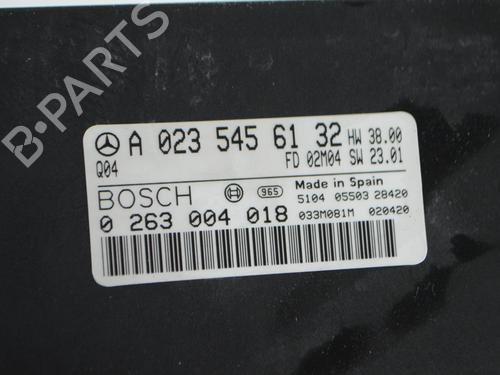 A 023 545 61 32 HW 38.00
Q04 FD 02M04 SW 23.01
BOSCH 965 Made in Spain
5104 05503 28420
0 263 004 018 033M081M 020420
B-PARTS